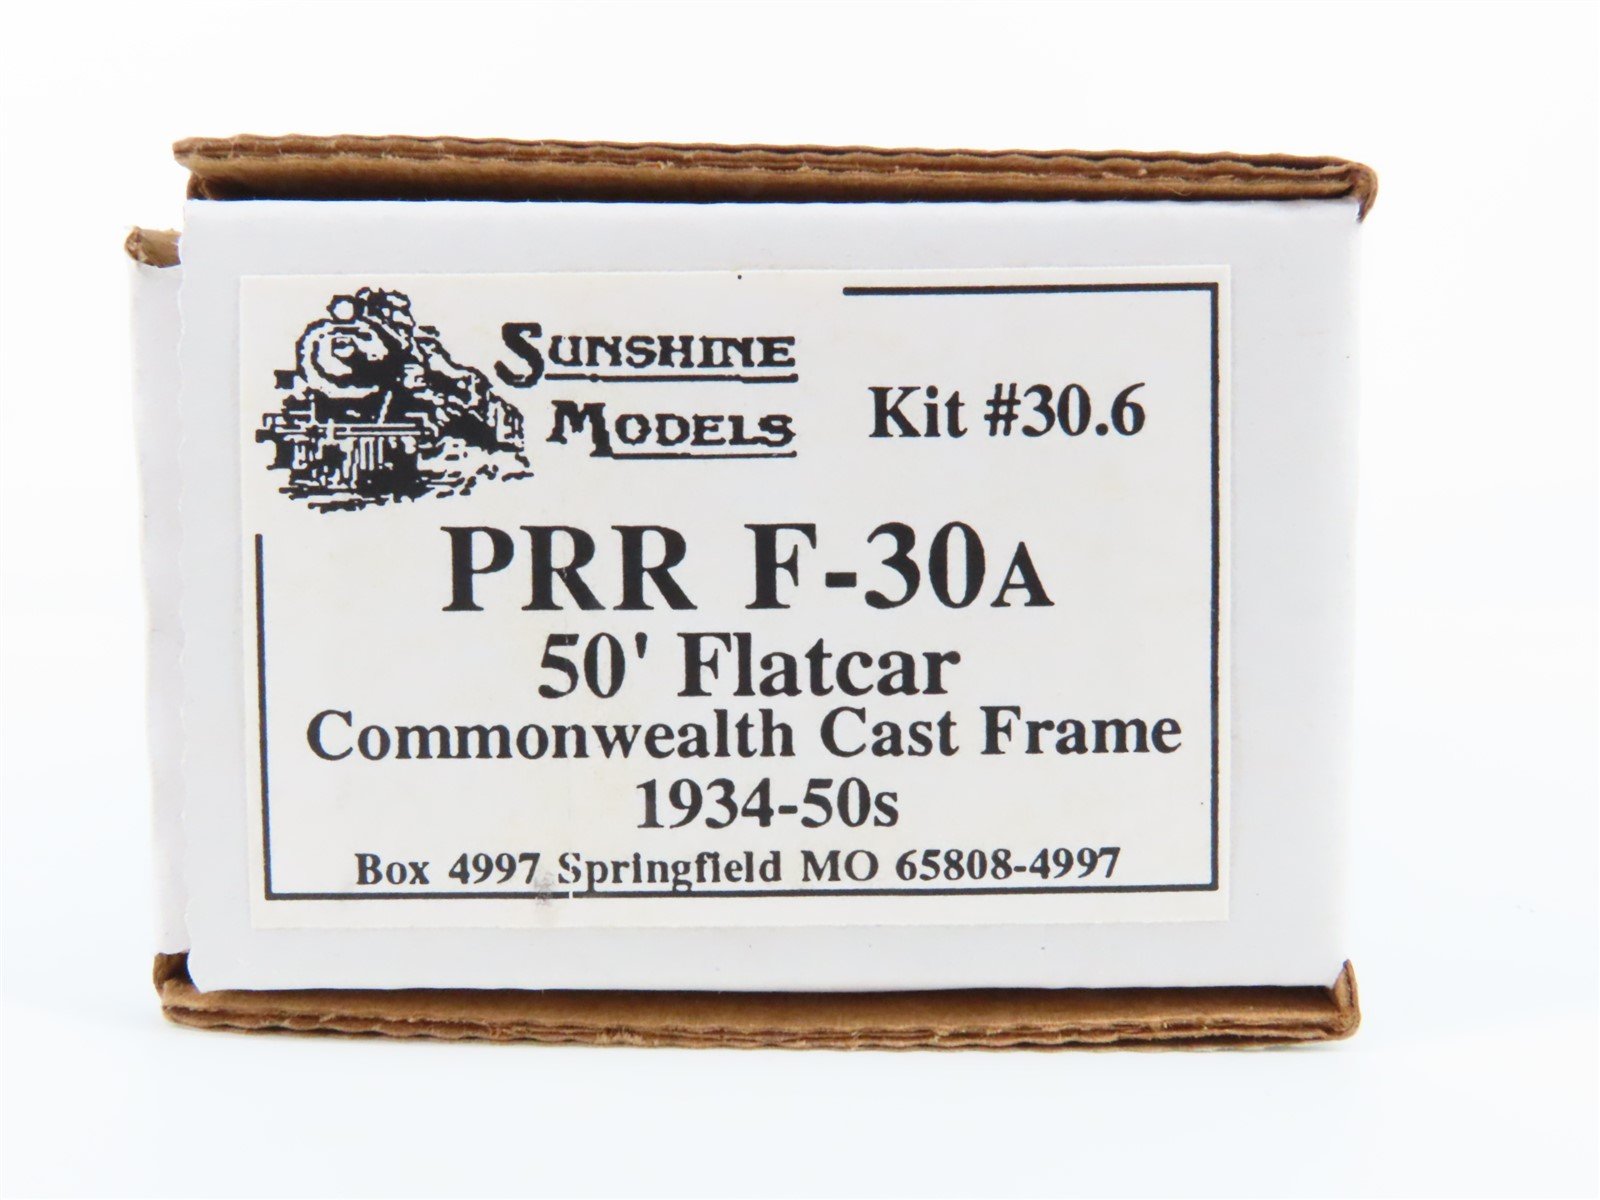 SUNSHINE
MODELS
Kit #30.6
PRR F-30A
50' Flatcar
Commonwealth Cast Frame
1934-50s
Box 4997 Springfield MO 65808-4997